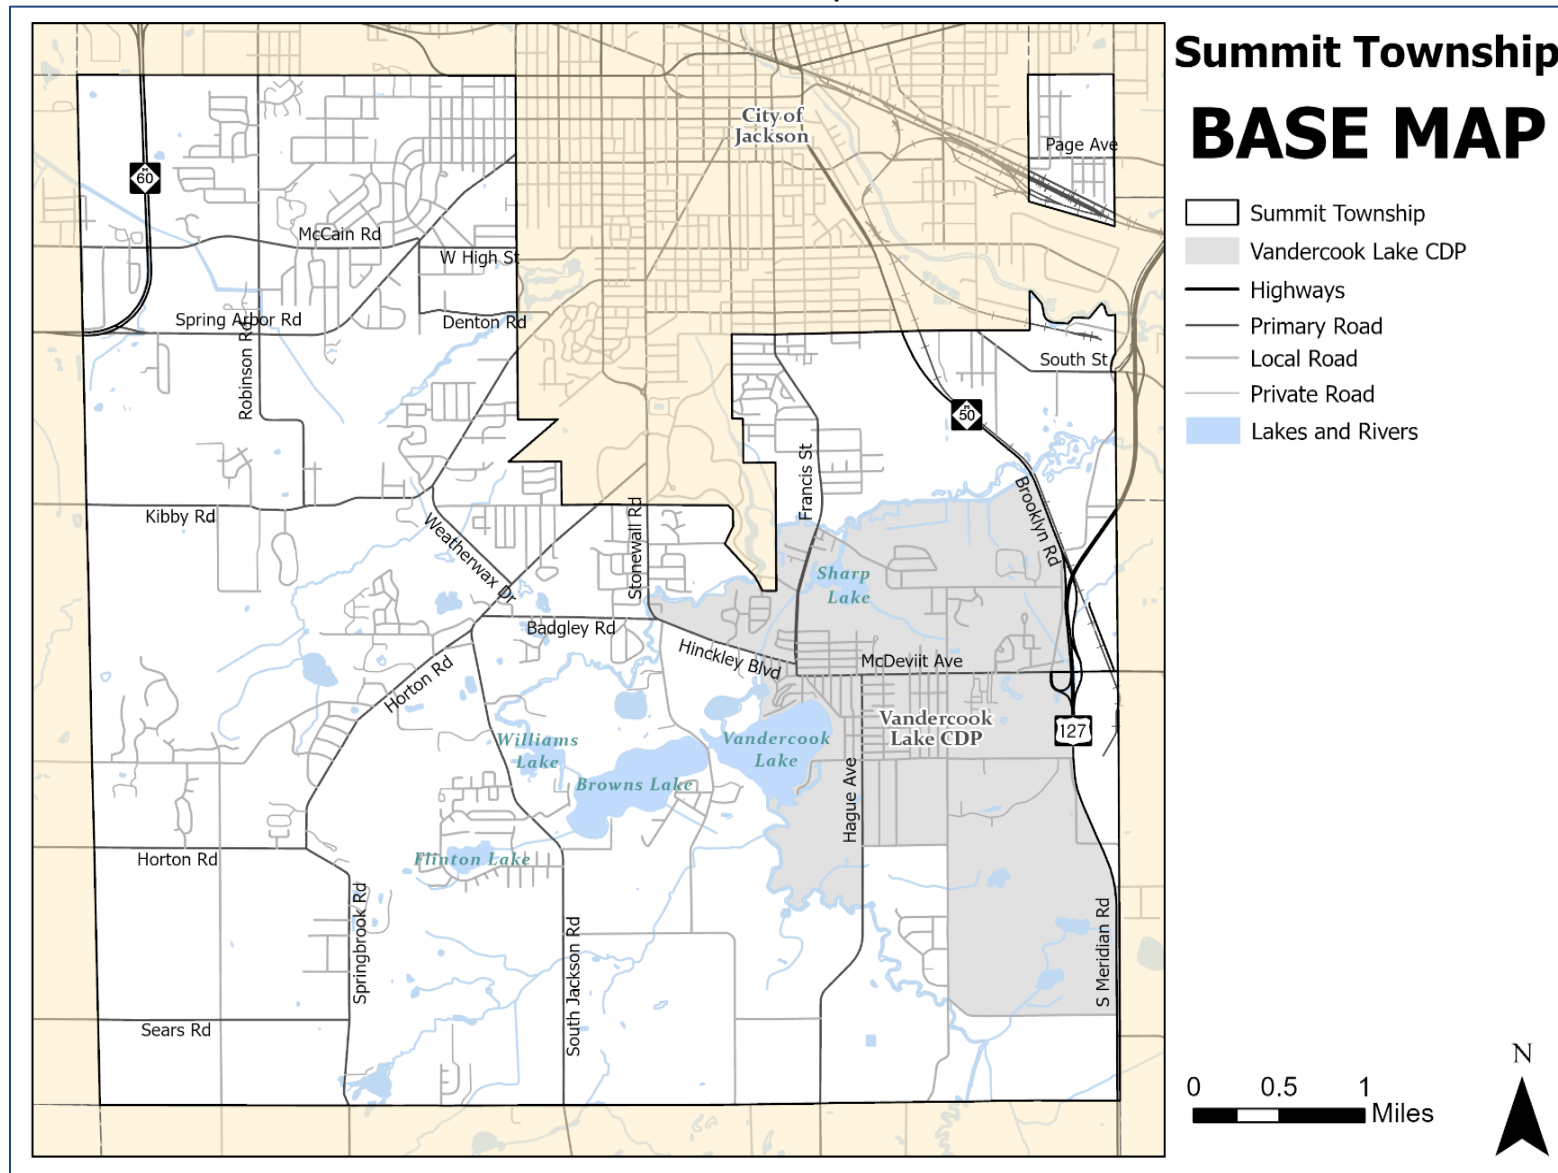 Summit Township
BASE MAP
Summit Township
Vandercook Lake CDP
Highways
Primary Road
Local Road
Private Road
Lakes and Rivers
City of
Jackson
Page Ave
M
60
McCain Rd
W High St
Spring Arbor Rd
Denton Rd
Robinson Rd
South St
M
50
Francis St
Kibby Rd
Weatherwax Dr
Stonewall Rd
Brooklyn Rd
Sharp
Lake
Badgley Rd
Hinckley Blvd
McDeviit Ave
Horton Rd
Vandercook
Lake CDP
127
Williams
Lake
Vandercook
Lake
Browns Lake
Hague Ave
Flinton Lake
Horton Rd
Springbrook Rd
South Jackson Rd
S Meridian Rd
Sears Rd
N
0 0.5 1
Miles